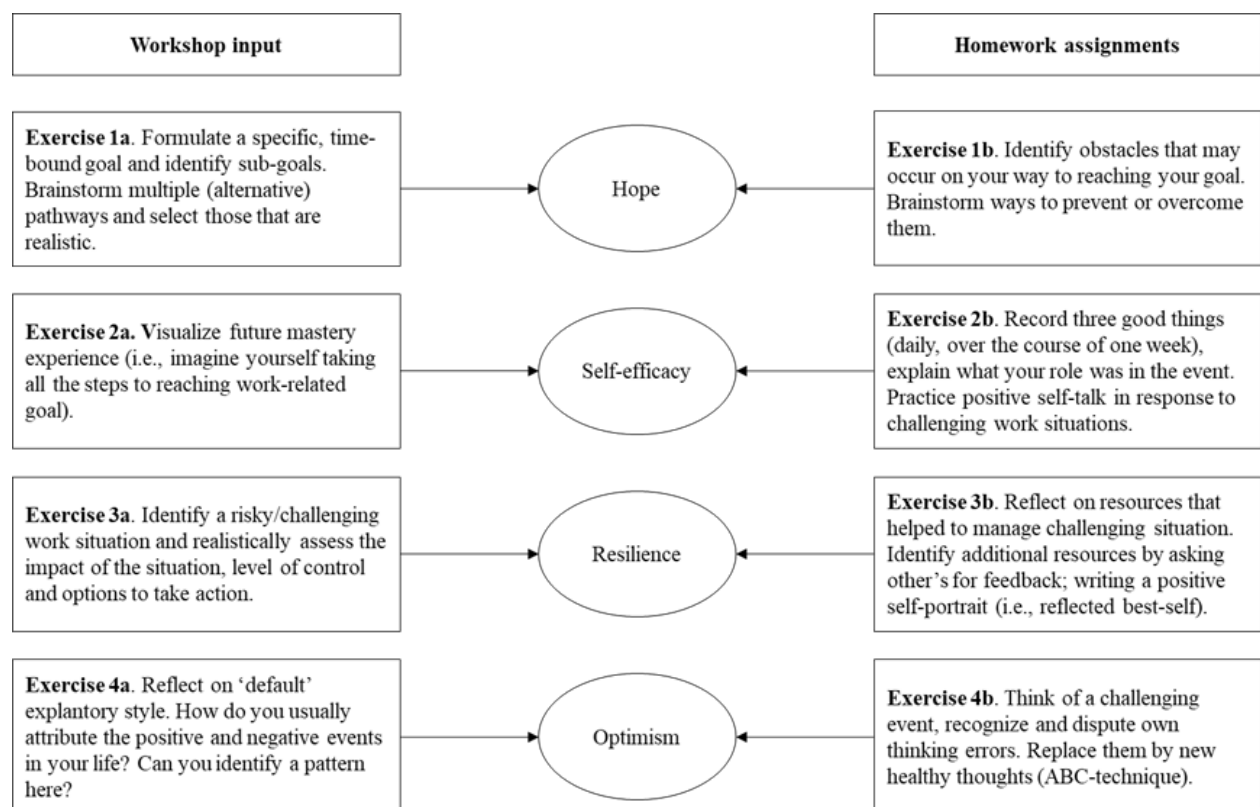 Workshop input
Homework assignments
Exercise 1a. Formulate a specific, time-
bound goal and identify sub-goals.
Brainstorm multiple (alternative)
pathways and select those that are
realistic.
Hope
Exercise 1b. Identify obstacles that may
occur on your way to reaching your goal.
Brainstorm ways to prevent or overcome
them.
Exercise 2a. Visualize future mastery
experience (i.e., imagine yourself taking
all the steps to reaching work-related
goal).
Self-efficacy
Exercise 2b. Record three good things
(daily, over the course of one week),
explain what your role was in the event.
Practice positive self-talk in response to
challenging work situations.
Exercise 3a. Identify a risky/challenging
work situation and realistically assess the
impact of the situation, level of control
and options to take action.
Resilience
Exercise 3b. Reflect on resources that
helped to manage challenging situation.
Identify additional resources by asking
other's for feedback; writing a positive
self-portrait (i.e., reflected best-self).
Exercise 4a. Reflect on ‘default’
explantory style. How do you usually
attribute the positive and negative events
in your life? Can you identify a pattern
here?
Optimism
Exercise 4b. Think of a challenging
event, recognize and dispute own
thinking errors. Replace them by new
healthy thoughts (ABC-technique).